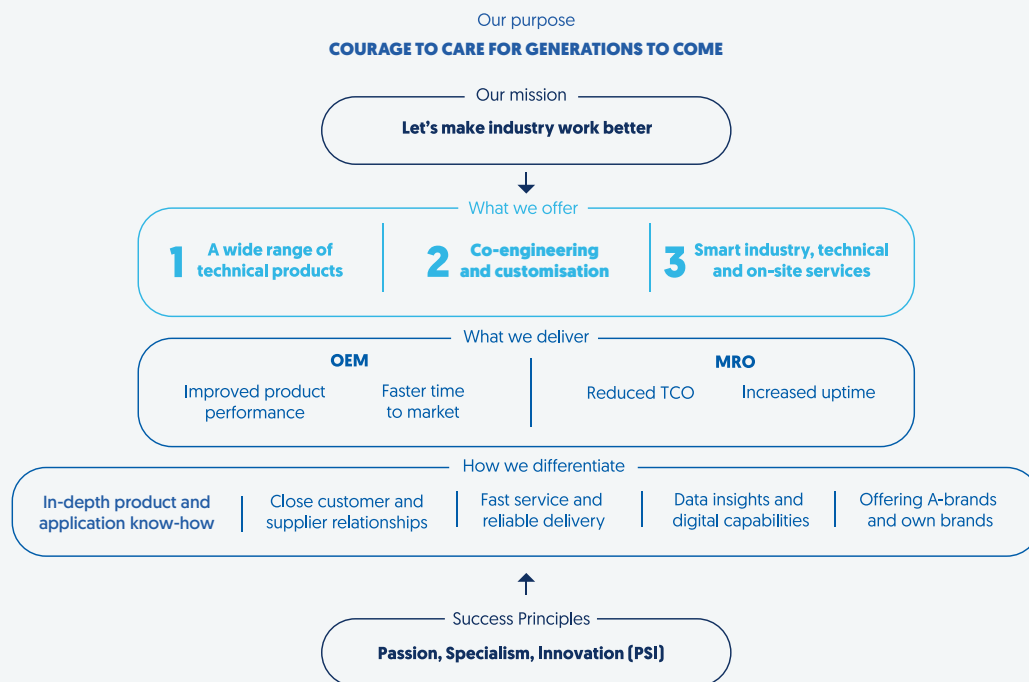 Our purpose
COURAGE TO CARE FOR GENERATIONS TO COME
Our mission
Let's make industry work better
What we offer
1
A wide range of
technical products
2
Co-engineering
and customisation
3
Smart industry, technical
and on-site services
What we deliver
OEM
Improved product
performance
Faster time
to market
MRO
Reduced TCO
Increased uptime
How we differentiate
In-depth product and
application know-how
Close customer and
supplier relationships
Fast service and
reliable delivery
Data insights and
digital capabilities
Offering A-brands
and own brands
Success Principles
Passion, Specialism, Innovation (PSI)